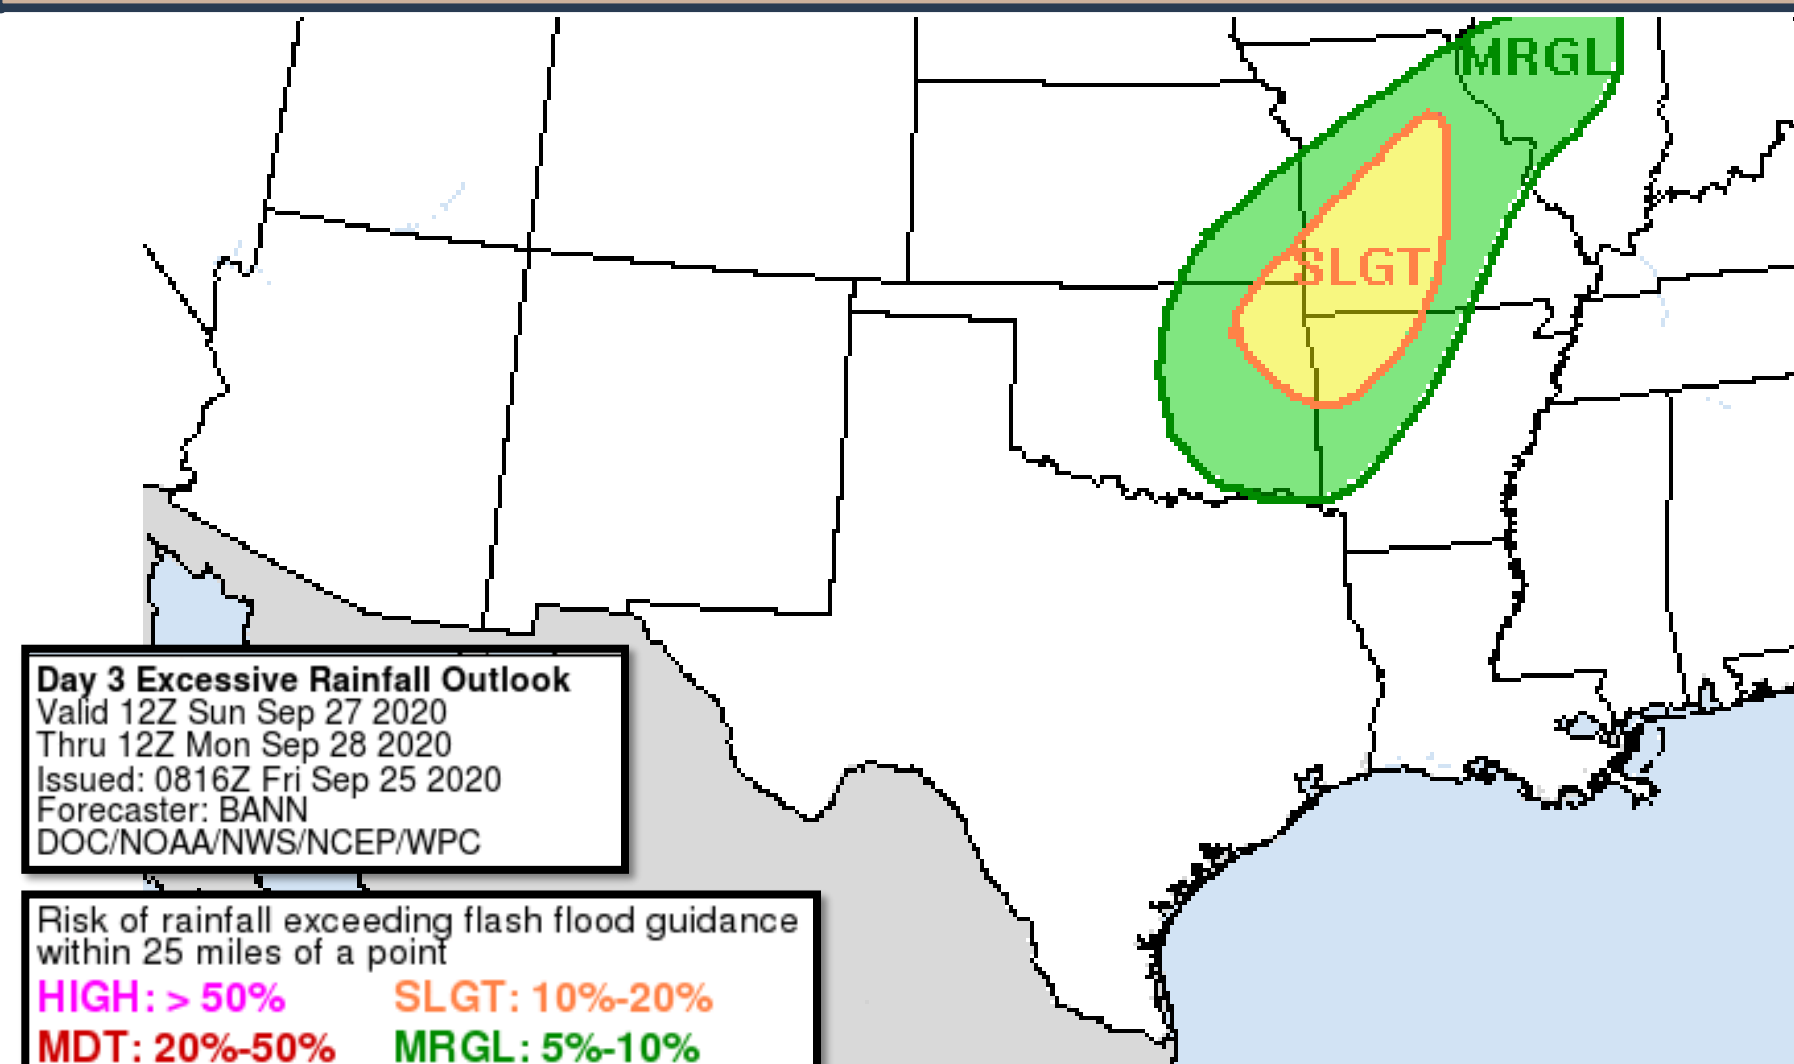 MRGL
SLGT
Day 3 Excessive Rainfall Outlook
Valid 12Z Sun Sep 27 2020
Thru 12Z Mon Sep 28 2020
Issued: 0816Z Fri Sep 25 2020
Forecaster: BANN
DOC/NOAA/NWS/NCEP/WPC
Risk of rainfall exceeding flash flood guidance
within 25 miles of a point
HIGH: > 50% SLGT: 10%-20%
MDT: 20%-50% MRGL: 5%-10%